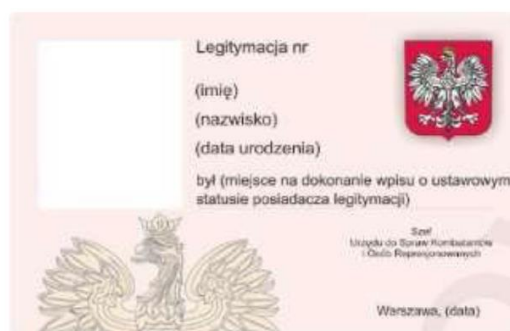 Legitymacja nr
(imię)
(nazwisko)
(data urodzenia)
był (miejsce na dokonanie wpisu o ustawowym
statusie posiadacza legitymacji)
Szef
Urzędu do Spraw Kombatantów
i Osób Represjonowanych
Warszawa, (data)